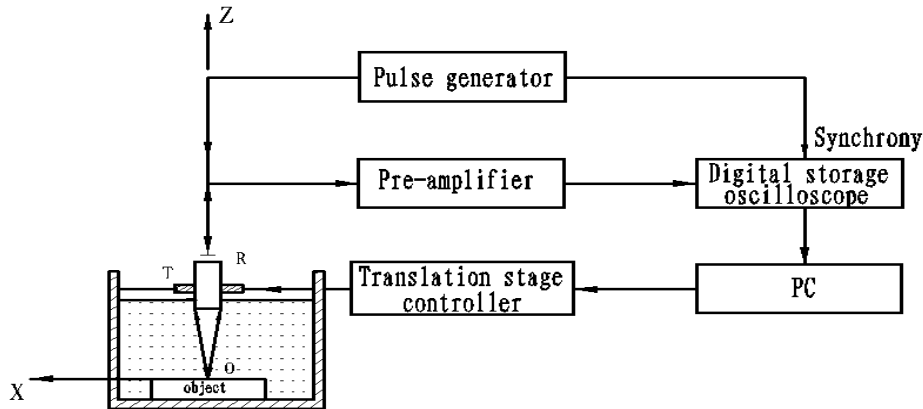 Z
Pulse generator
Synchrony
Pre-amplifier
Digital storage
oscilloscope
T
R
Translation stage
controller
PC
O
object
X